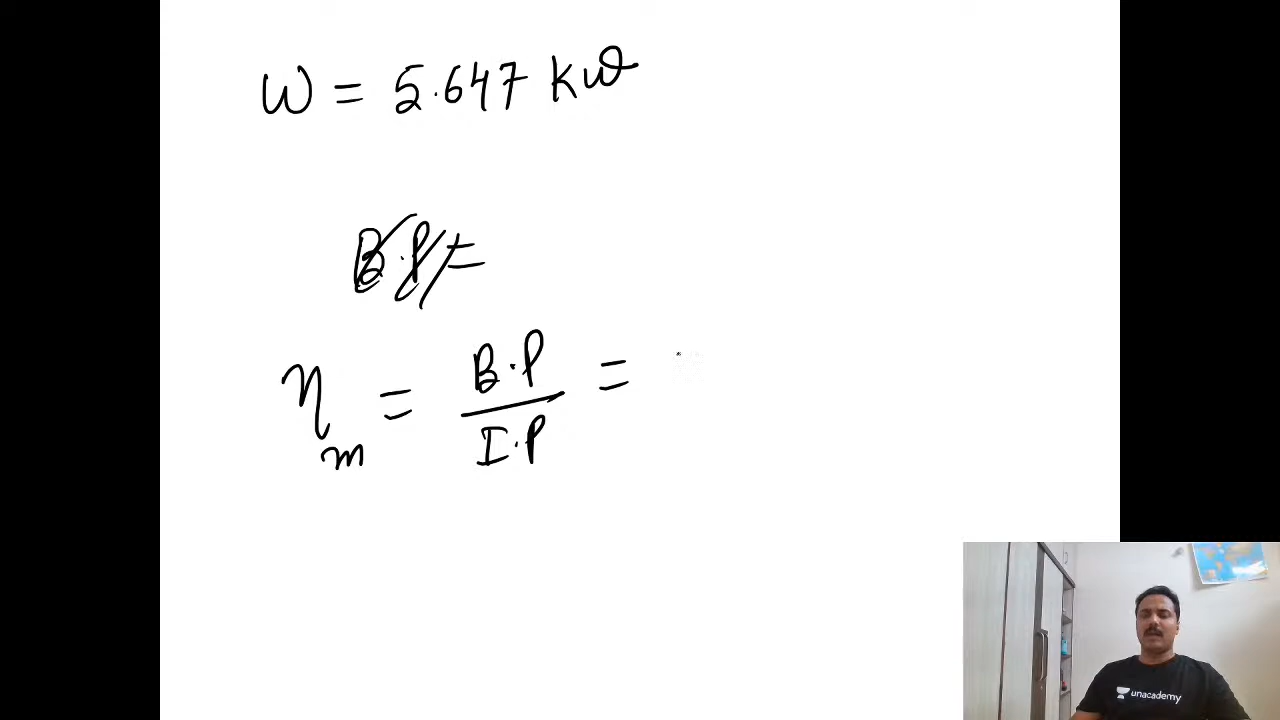 W = 5.647 kW
B.P =
η_m = B.P / I.P =
unacademy